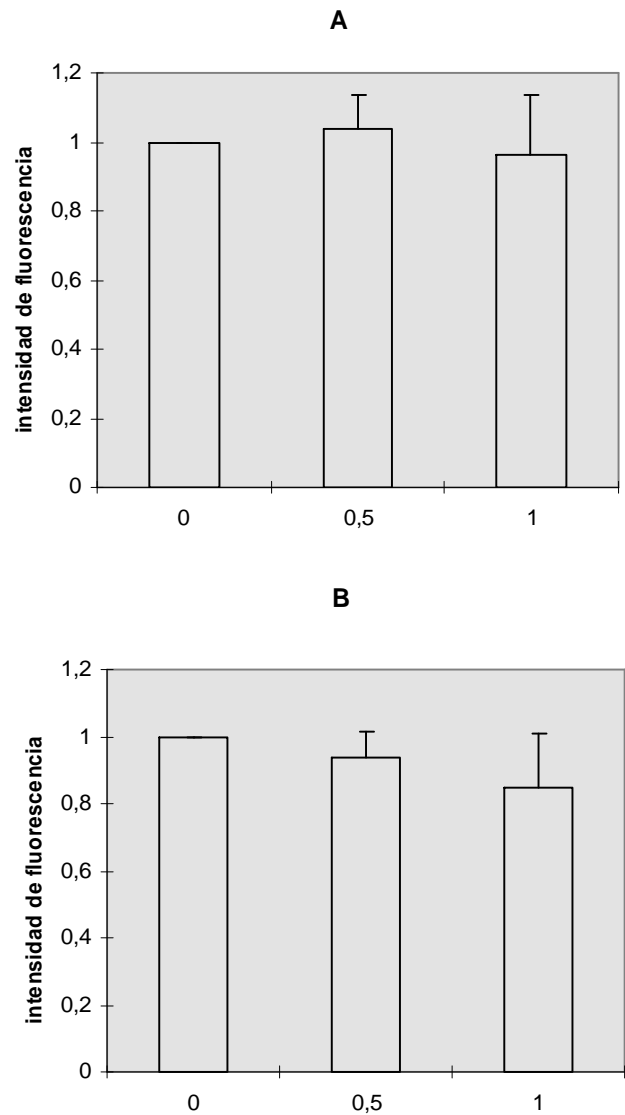 A
1,2
1
0,8
0,6
0,4
0,2
0
intensidad de fluorescencia
0 0,5 1
B
1,2
1
0,8
0,6
0,4
0,2
0
intensidad de fluorescencia
0 0,5 1